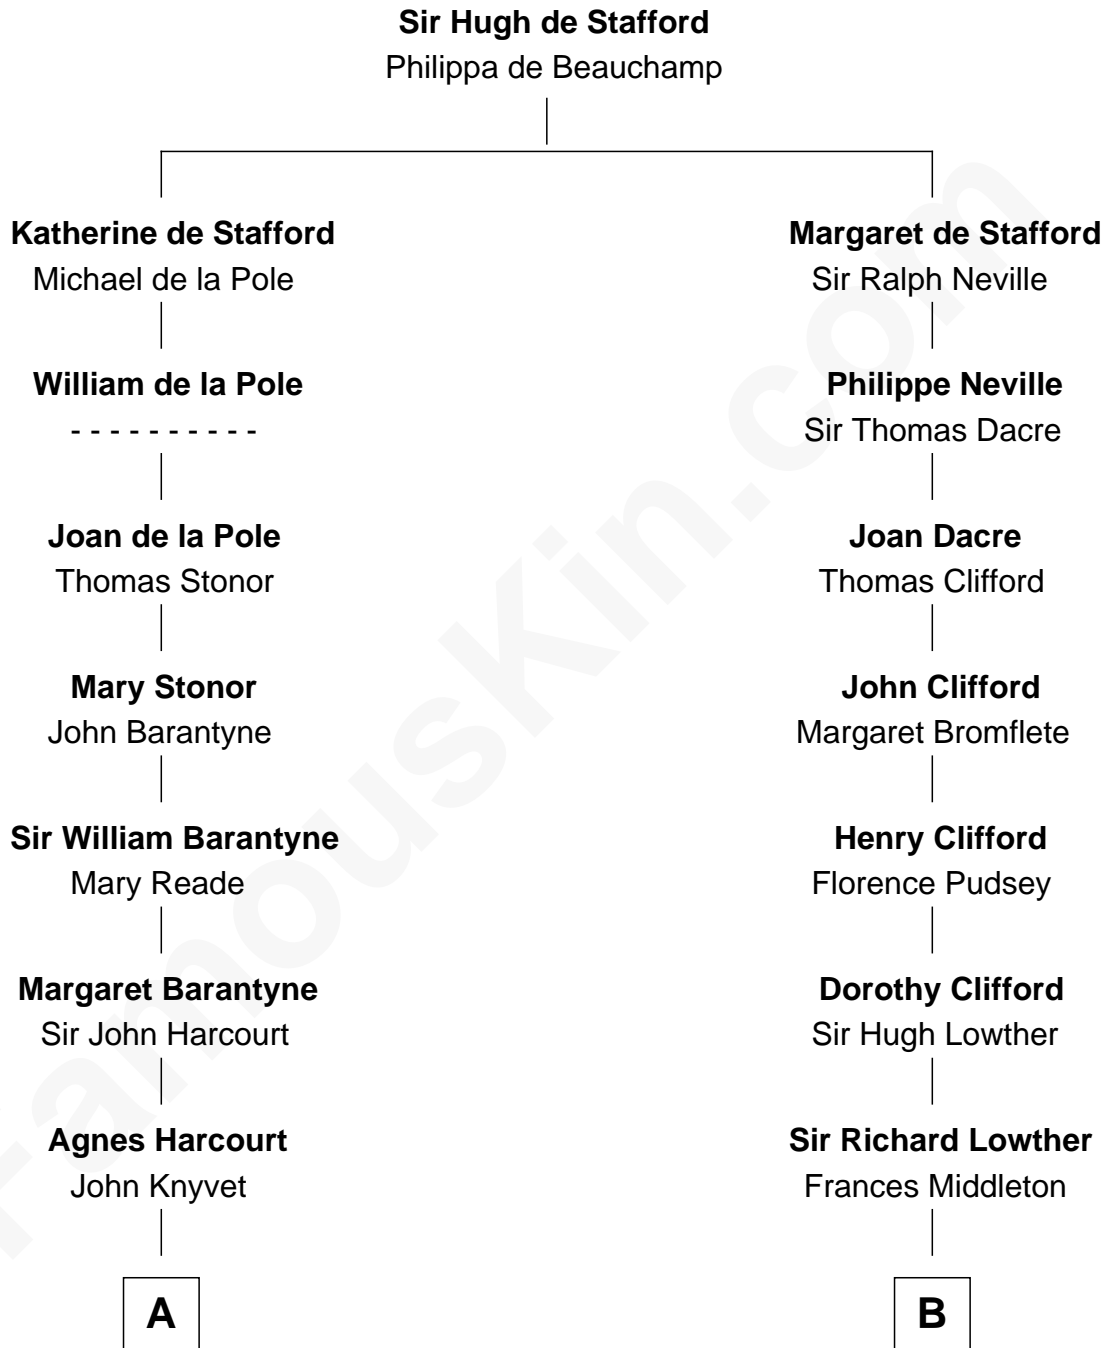 Sir Hugh de Stafford
Philippa de Beauchamp
Katherine de Stafford
Michael de la Pole
Margaret de Stafford
Sir Ralph Neville
William de la Pole
- - - - - - - - - -
Philippe Neville
Sir Thomas Dacre
Joan de la Pole
Thomas Stonor
Joan Dacre
Thomas Clifford
Mary Stonor
John Barantyne
John Clifford
Margaret Bromflete
Sir William Barantyne
Mary Reade
Henry Clifford
Florence Pudsey
Margaret Barantyne
Sir John Harcourt
Dorothy Clifford
Sir Hugh Lowther
Agnes Harcourt
John Knyvet
Sir Richard Lowther
Frances Middleton
A
B
FamousKin.com